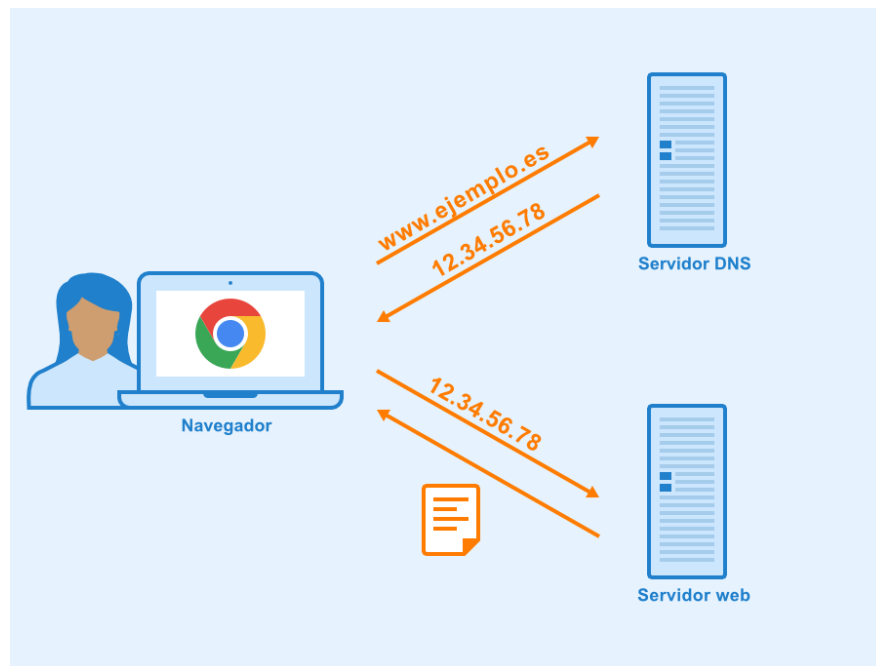 www.ejemplo.es
12.34.56.78
Servidor DNS
Navegador
12.34.56.78
Servidor web